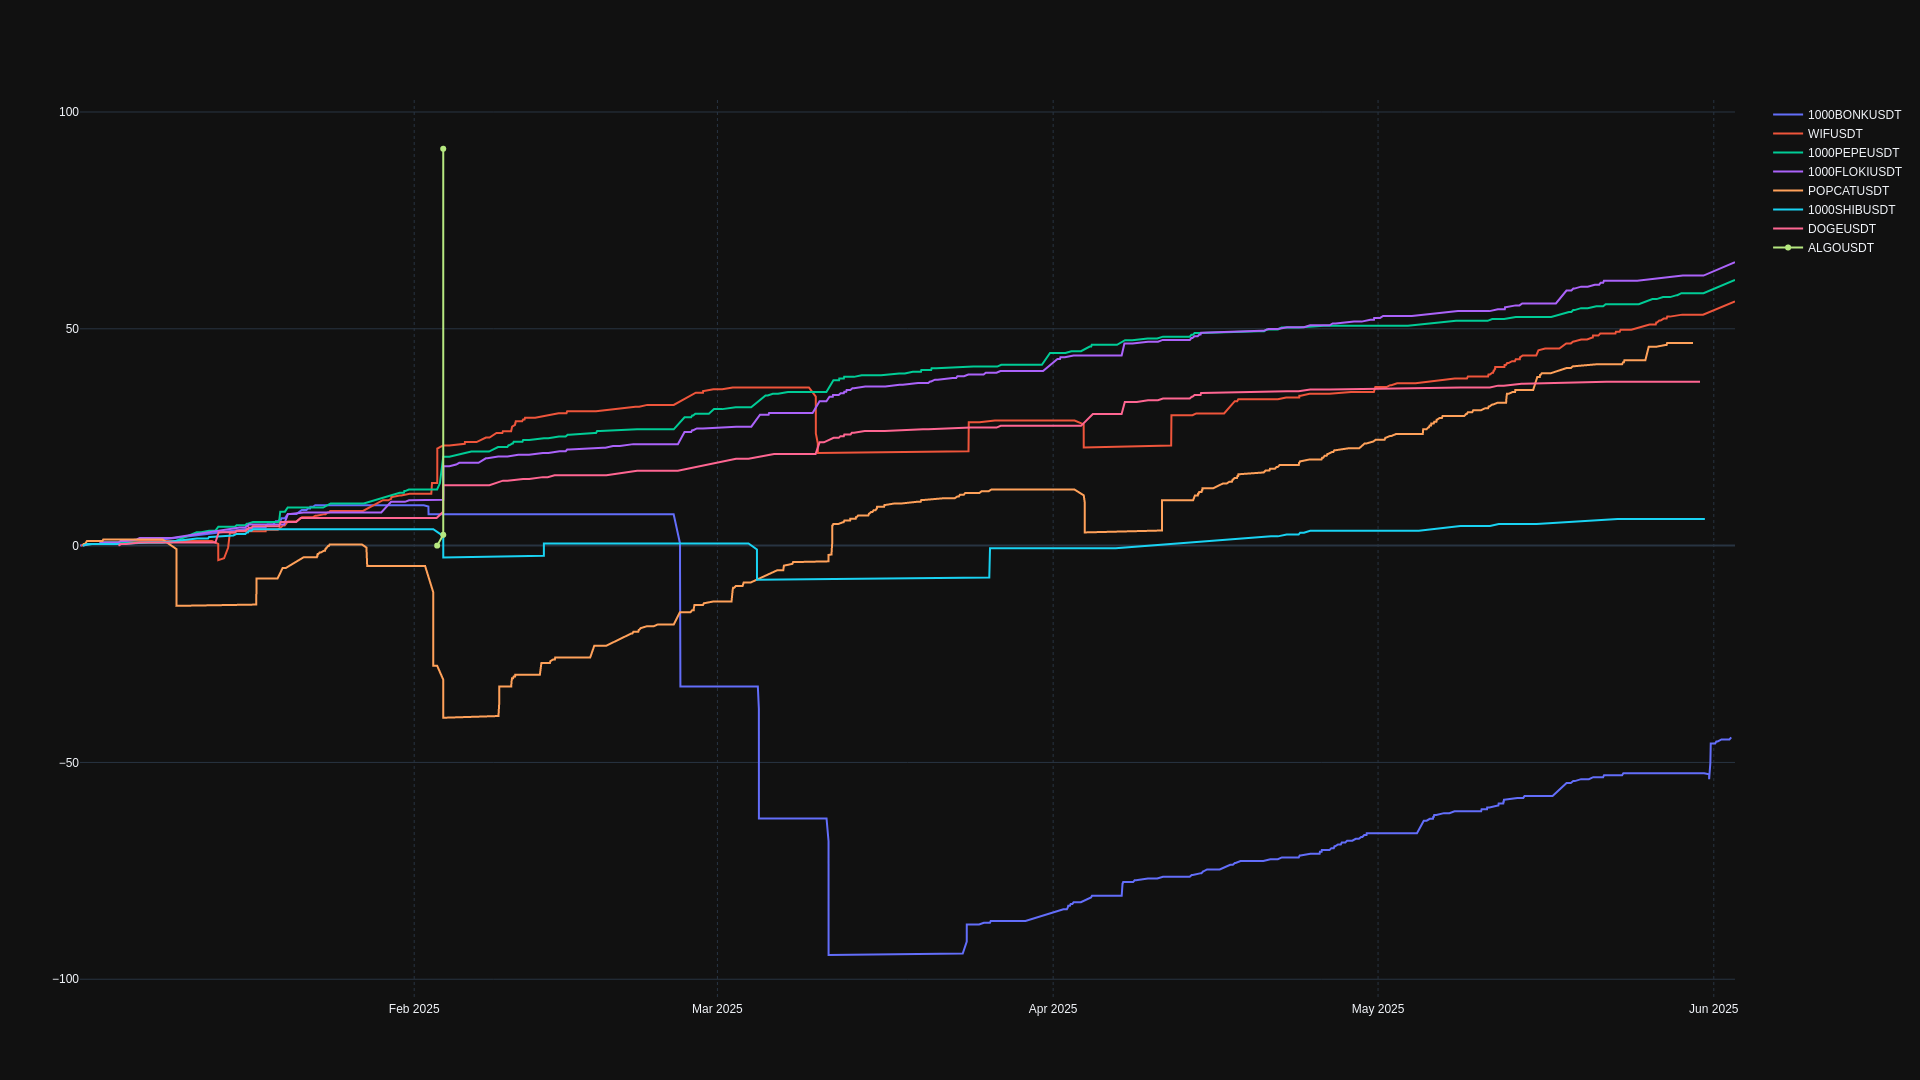 100
50
0
−50
−100
Feb 2025
Mar 2025
Apr 2025
May 2025
Jun 2025
1000BONKUSDT
WIFUSDT
1000PEPEUSDT
1000FLOKIUSDT
POPCATUSDT
1000SHIBUSDT
DOGEUSDT
ALGOUSDT